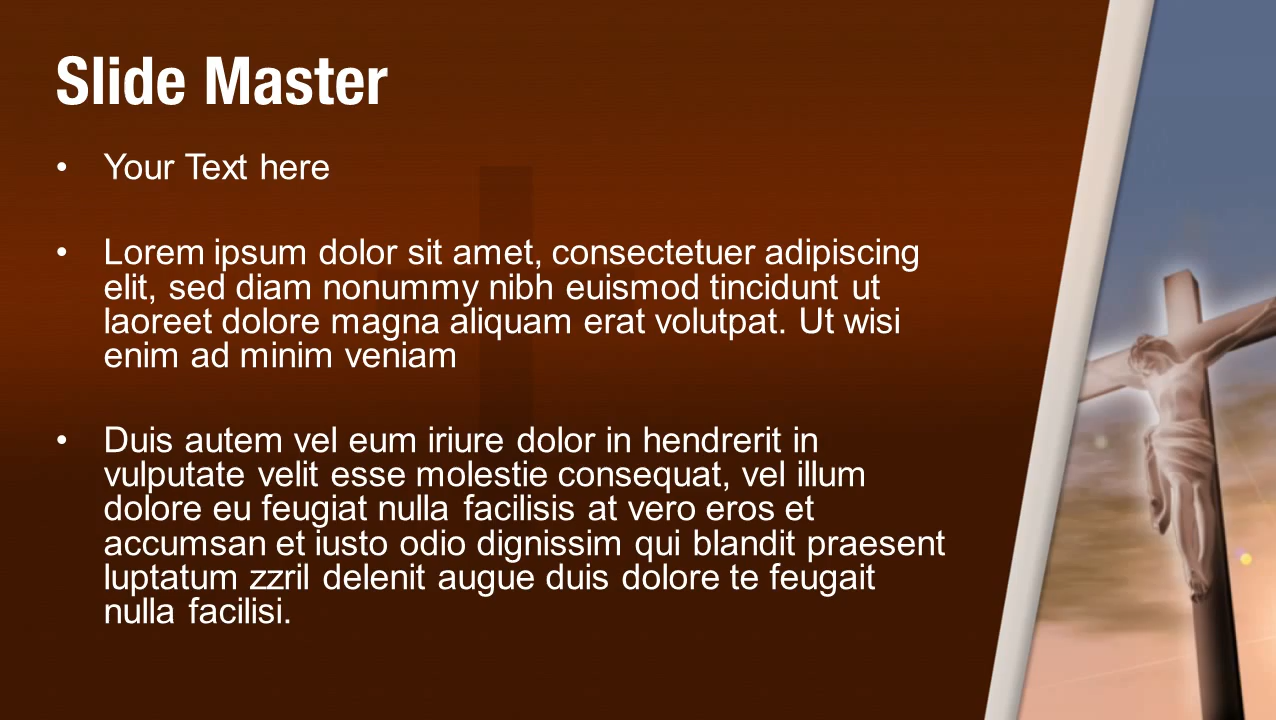 Slide Master
• Your Text here
• Lorem ipsum dolor sit amet, consectetuer adipiscing
elit, sed diam nonummy nibh euismod tincidunt ut
laoreet dolore magna aliquam erat volutpat. Ut wisi
enim ad minim veniam
• Duis autem vel eum iriure dolor in hendrerit in
vulputate velit esse molestie consequat, vel illum
dolore eu feugiat nulla facilisis at vero eros et
accumsan et iusto odio dignissim qui blandit praesent
luptatum zzril delenit augue duis dolore te feugait
nulla facilisi.